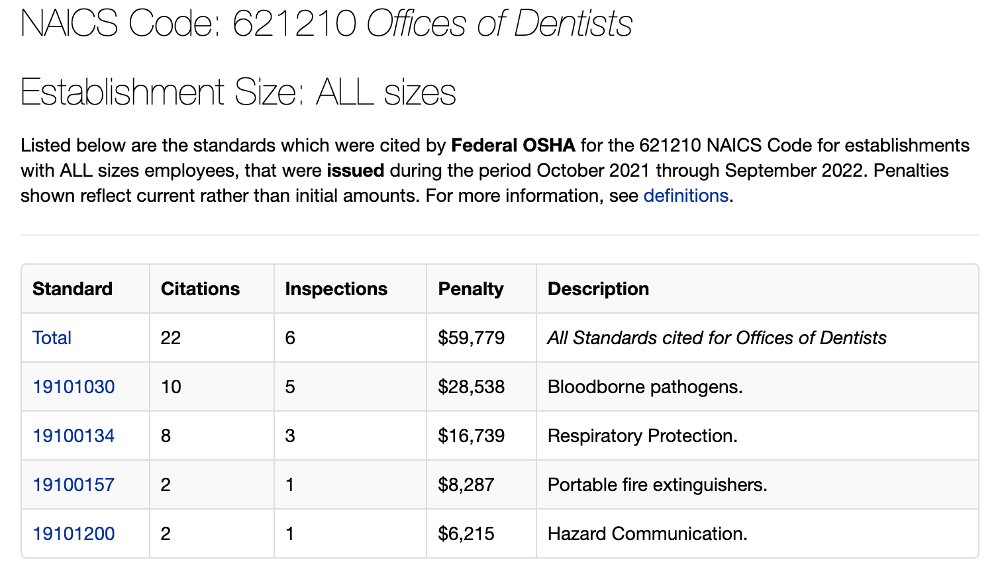 NAICS Code: 621210 Offices of Dentists
Establishment Size: ALL sizes
Listed below are the standards which were cited by Federal OSHA for the 621210 NAICS Code for establishments
with ALL sizes employees, that were issued during the period October 2021 through September 2022. Penalties
shown reflect current rather than initial amounts. For more information, see definitions.
Standard Citations Inspections Penalty Description
Total 22 6 $59,779 All Standards cited for Offices of Dentists
19101030 10 5 $28,538 Bloodborne pathogens.
19100134 8 3 $16,739 Respiratory Protection.
19100157 2 1 $8,287 Portable fire extinguishers.
19101200 2 1 $6,215 Hazard Communication.